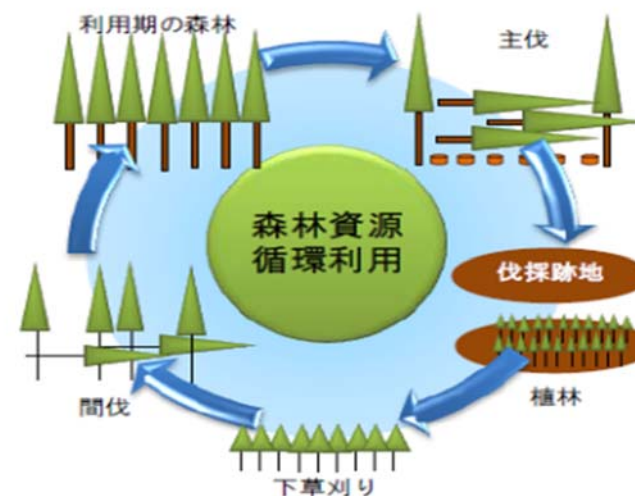 利用期の森林
主伐
森林資源
循環利用
伐採跡地
植林
間伐
下草刈り